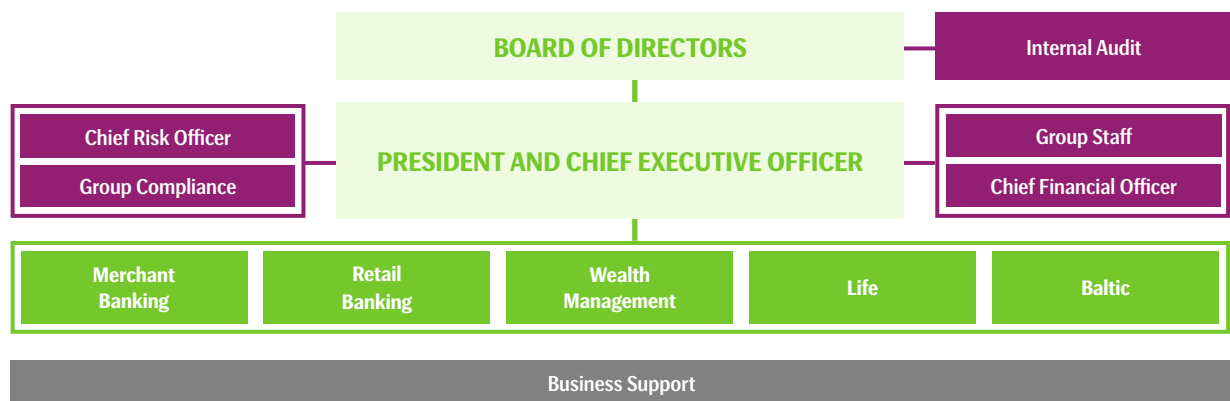 BOARD OF DIRECTORS
Internal Audit
Chief Risk Officer
Group Compliance
PRESIDENT AND CHIEF EXECUTIVE OFFICER
Group Staff
Chief Financial Officer
Merchant
Banking
Retail
Banking
Wealth
Management
Life
Baltic
Business Support